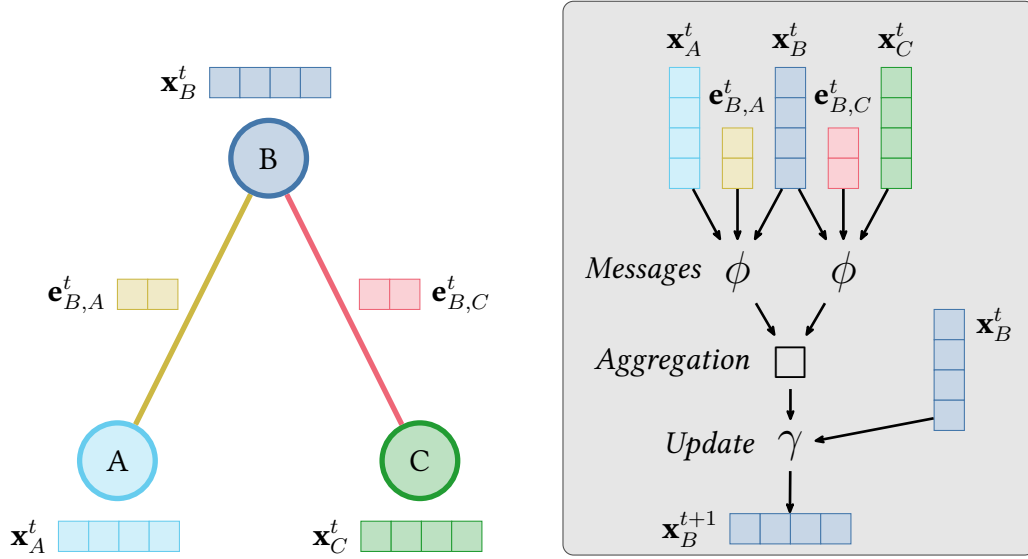 x_B^t
B
e_{B,A}^t
e_{B,C}^t
A
C
x_A^t
x_C^t
x_A^t x_B^t x_C^t
e_{B,A}^t e_{B,C}^t
Messages ϕ ϕ
x_B^t
Aggregation □
Update γ
x_B^{t+1}